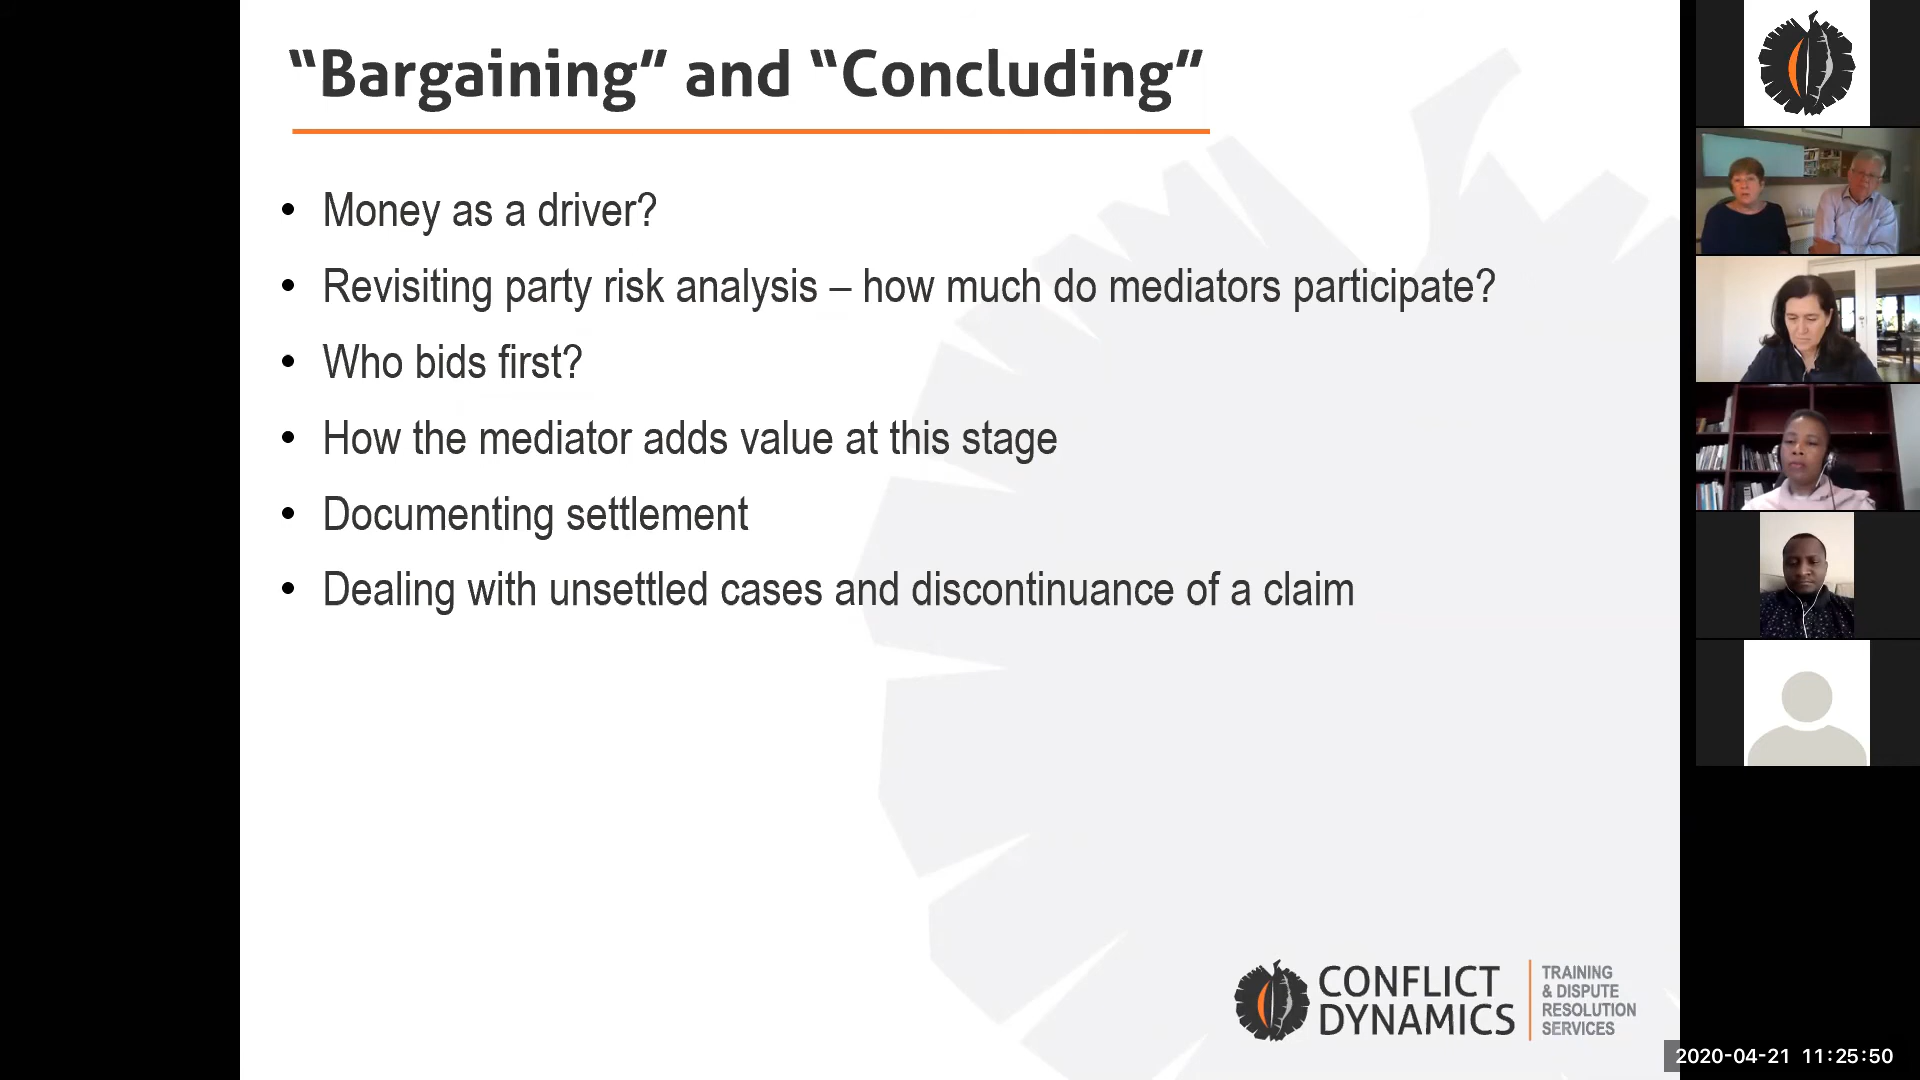 “Bargaining” and “Concluding”
• Money as a driver?
• Revisiting party risk analysis – how much do mediators participate?
• Who bids first?
• How the mediator adds value at this stage
• Documenting settlement
• Dealing with unsettled cases and discontinuance of a claim
CONFLICT
DYNAMICS
TRAINING
& DISPUTE
RESOLUTION
SERVICES
2020-04-21 11:25:50